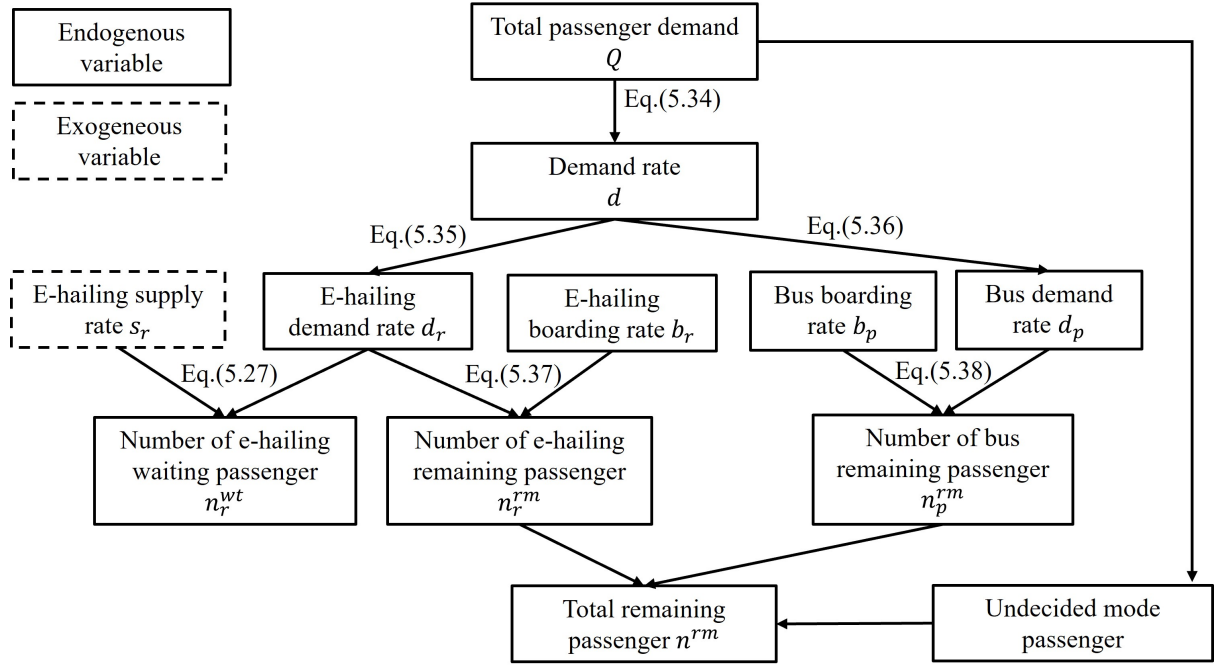 Endogenous
variable
Exogeneous
variable
Total passenger demand
Q
Eq.(5.34)
Demand rate
d
Eq.(5.35)
Eq.(5.36)
E-hailing supply
rate s_r
E-hailing
demand rate d_r
E-hailing
boarding rate b_r
Bus boarding
rate b_p
Bus demand
rate d_p
Eq.(5.27)
Eq.(5.37)
Eq.(5.38)
Number of e-hailing
waiting passenger
n_r^{wt}
Number of e-hailing
remaining passenger
n_r^{rm}
Number of bus
remaining passenger
n_p^{rm}
Total remaining
passenger n^{rm}
Undecided mode
passenger